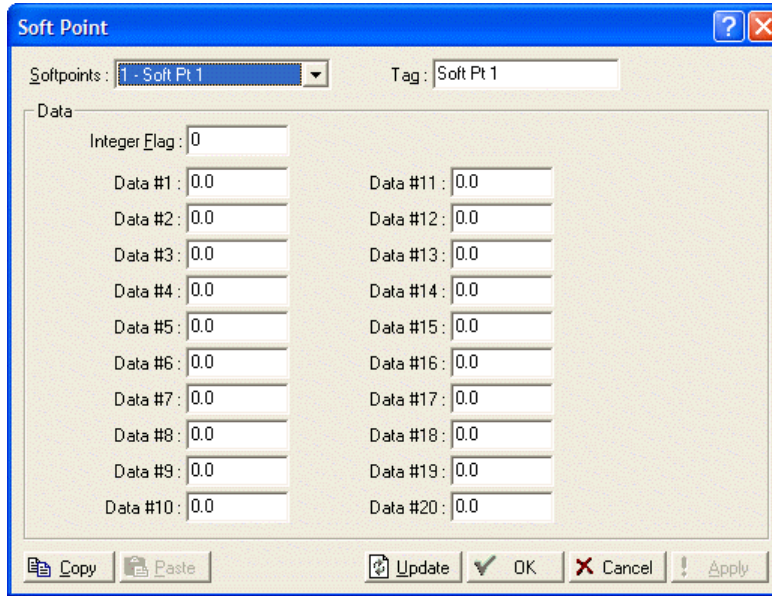 Soft Point
Softpoints : 1 - Soft Pt 1 Tag : Soft Pt 1
Data
Integer Flag : 0
Data #1 : 0.0 Data #11 : 0.0
Data #2 : 0.0 Data #12 : 0.0
Data #3 : 0.0 Data #13 : 0.0
Data #4 : 0.0 Data #14 : 0.0
Data #5 : 0.0 Data #15 : 0.0
Data #6 : 0.0 Data #16 : 0.0
Data #7 : 0.0 Data #17 : 0.0
Data #8 : 0.0 Data #18 : 0.0
Data #9 : 0.0 Data #19 : 0.0
Data #10 : 0.0 Data #20 : 0.0
Copy Paste Update OK Cancel Apply